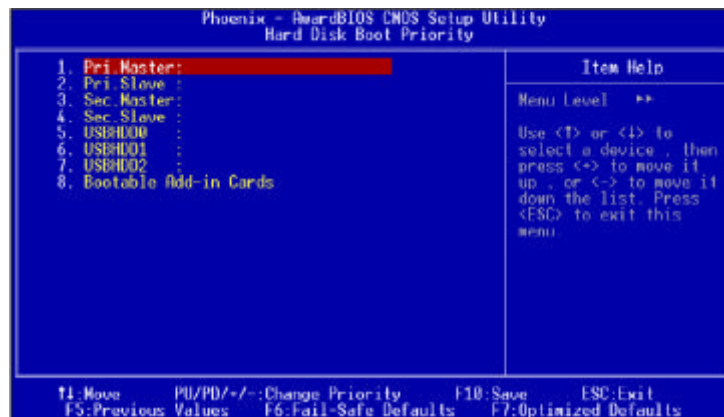 Phoenix - AwardBIOS CMOS Setup Utility
Hard Disk Boot Priority
1. Pri.Master:
2. Pri.Slave :
3. Sec.Master:
4. Sec.Slave :
5. USBHDD0 :
6. USBHDD1 :
7. USBHDD2 :
8. Bootable Add-in Cards
Item Help
Menu Level ►►
Use <↑> or <↓> to
select a device , then
press <+> to move it
up , or <-> to move it
down the list. Press
<ESC> to exit this
menu.
↑↓:Move PU/PD/+/-:Change Priority F10:Save ESC:Exit
F5:Previous Values F6:Fail-Safe Defaults F7:Optimized Defaults